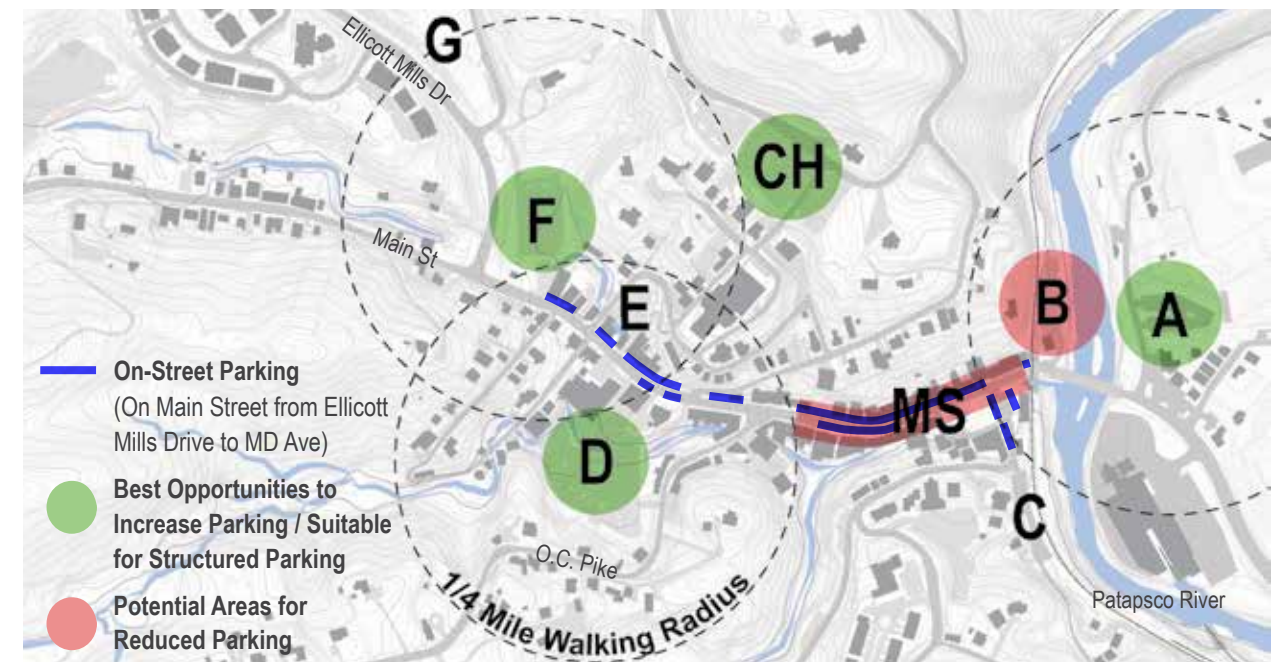 G
Ellicott Mills Dr
CH
F
Main St
E
B
A
MS
D
C
O.C. Pike
1/4 Mile Walking Radius
Patapsco River
On-Street Parking
(On Main Street from Ellicott
Mills Drive to MD Ave)
Best Opportunities to
Increase Parking / Suitable
for Structured Parking
Potential Areas for
Reduced Parking